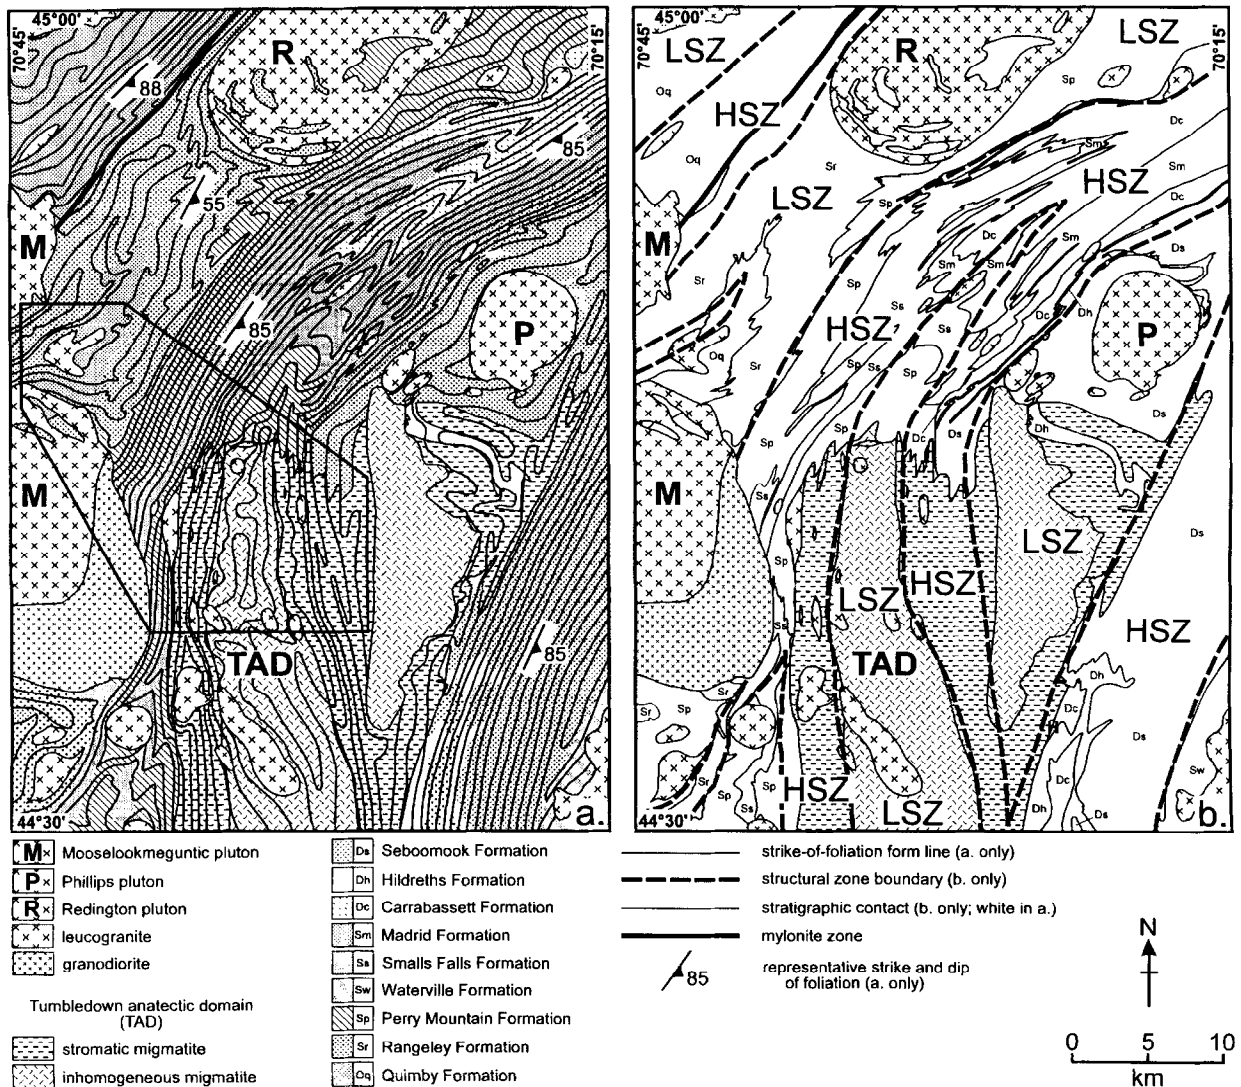 45°00'
70°45'
R
88
85
55
M
85
P
M
TAD
85
44°30'
a.
45°00'
70°45'
70°15'
LSZ
R
LSZ
Oq
HSZ
Sp
Dc
Oq
Sr
Sm
HSZ
Sm
LSZ
Sp
Dc
M
Dc
Sm
Sm
Sm
Ds
Sr
Sp
Ss
Dc
Dh
HSZ
Ss
P
Oq
Sr
Sp
Ss
Sp
Ds
Sp
Sp
Dc
Ds
Dh
M
Ss
LSZ
Ds
Sp
HSZ
LSZ
HSZ
Ss
TAD
Dh
Sr
Sr
Sp
Dc
Ds
Sw
Sr
Sp
Sp
Ss
HSZ
LSZ
Dc
Dh
Ds
44°30'
b.
M Mooselookmeguntic pluton
P Phillips pluton
R Redington pluton
leucogranite
granodiorite
Tumbledown anatectic domain
(TAD)
stromatic migmatite
inhomogeneous migmatite
Ds Seboomook Formation
Dh Hildreths Formation
Dc Carrabassett Formation
Sm Madrid Formation
Ss Smalls Falls Formation
Sw Waterville Formation
Sp Perry Mountain Formation
Sr Rangeley Formation
Oq Quimby Formation
strike-of-foliation form line (a. only)
structural zone boundary (b. only)
stratigraphic contact (b. only; white in a.)
mylonite zone
85 representative strike and dip
of foliation (a. only)
N
0 5 10
km